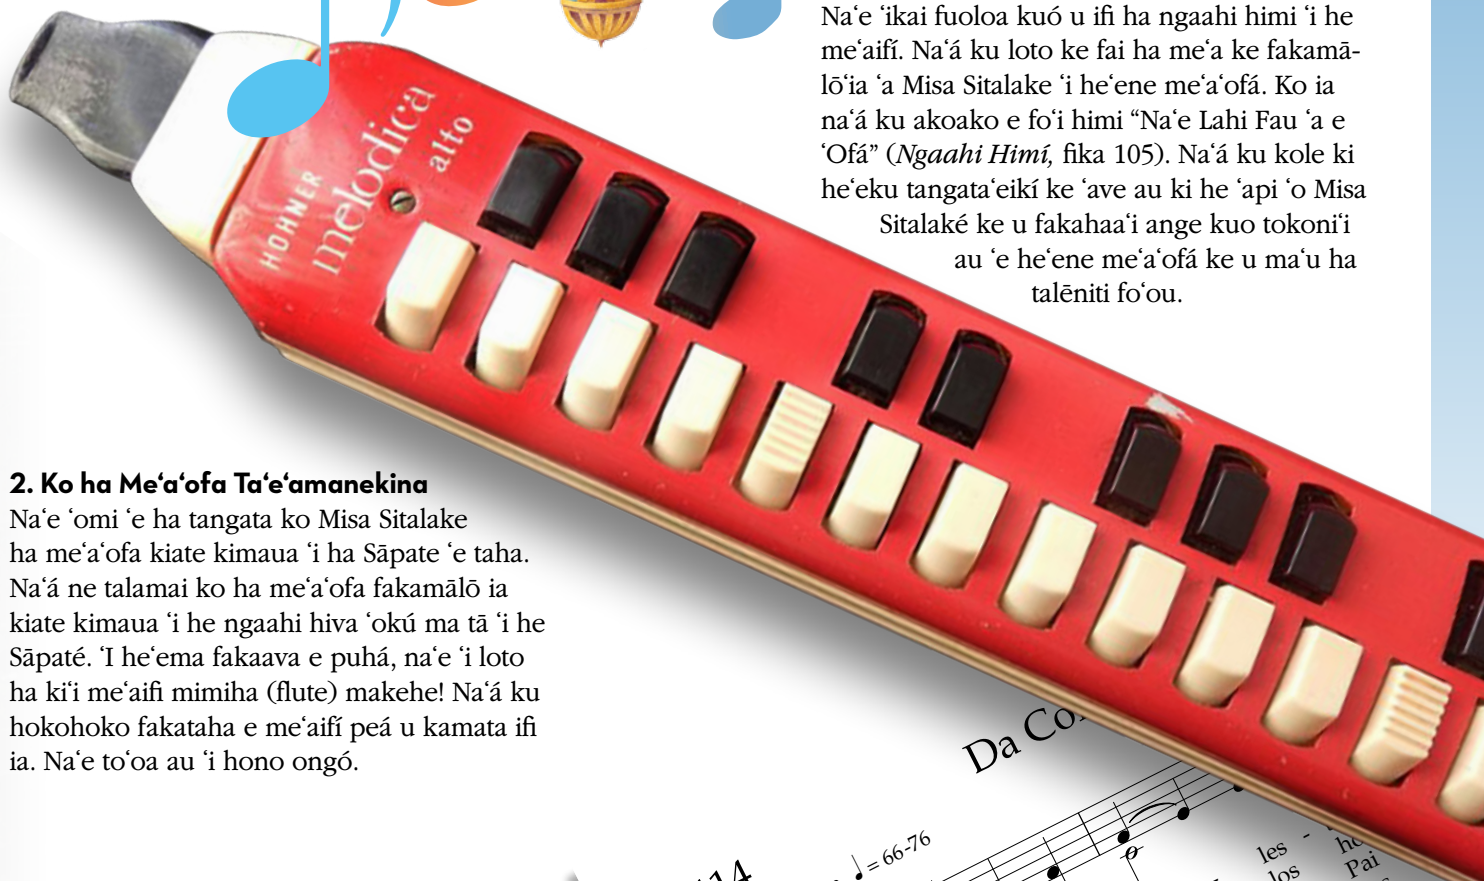 Naʻe ʻikai fuoloa kuó u ifi ha ngaahi himi ʻi he
meʻaifí. Naʻá ku loto ke fai ha meʻa ke fakamā-
lōʻia ʻa Misa Sitalake ʻi heʻene meʻaʻofá. Ko ia
naʻá ku akoako e foʻi himi “Naʻe Lahi Fau ʻa e
ʻOfá” (Ngaahi Himí, fika 105). Naʻá ku kole ki
heʻeku tangataʻeikí ke ʻave au ki he ʻapi ʻo Misa
Sitalaké ke u fakahaaʻi ange kuo tokoniʻi
au ʻe heʻene meʻaʻofá ke u maʻu ha
talēniti foʻou.
HOHNER
melodica
alto
2. Ko ha Meʻaʻofa Taʻeʻamanekina
Naʻe ʻomi ʻe ha tangata ko Misa Sitalake
ha meʻaʻofa kiate kimaua ʻi ha Sāpate ʻe taha.
Naʻá ne talamai ko ha meʻaʻofa fakamālō ia
kiate kimaua ʻi he ngaahi hiva ʻokú ma tā ʻi he
Sāpaté. ʻI heʻema fakaava e puhá, naʻe ʻi loto
ha kiʻi meʻaifi mimiha (flute) makehe! Naʻá ku
hokohoko fakataha e meʻaifí peá u kamata ifi
ia. Naʻe toʻoa au ʻi hono ongó.
Da
♩= 66-76
les -
los
Pai